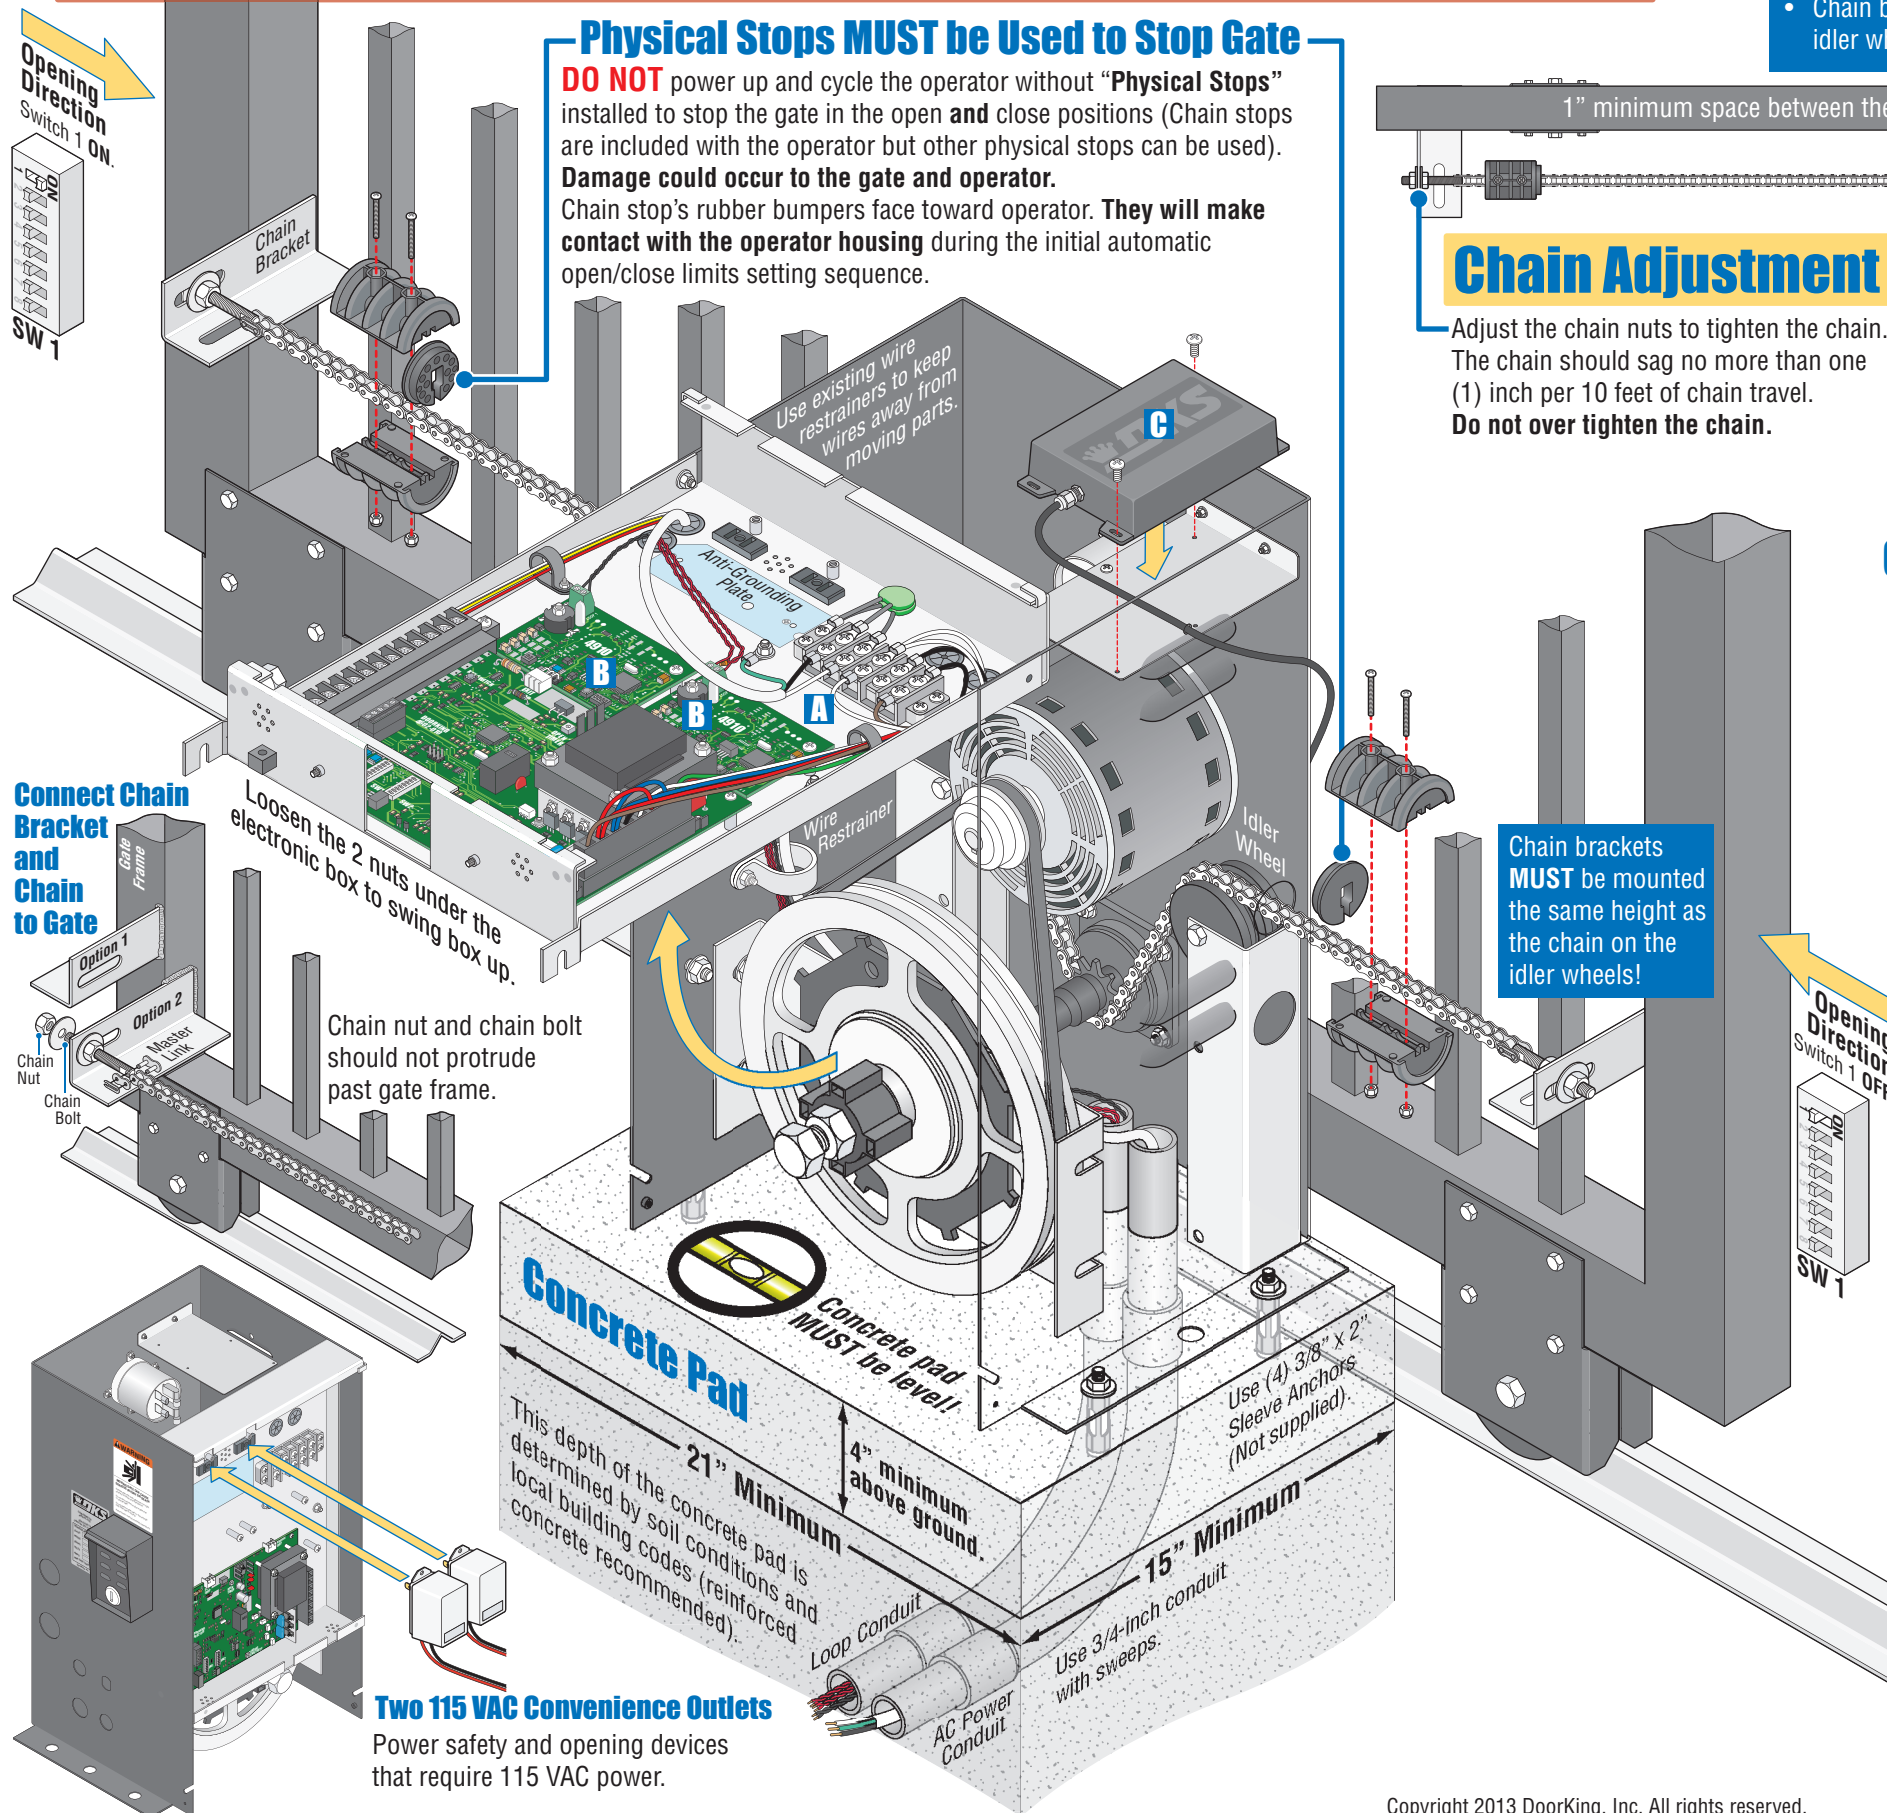 Physical Stops MUST be Used to Stop Gate
DO NOT power up and cycle the operator without “Physical Stops”
installed to stop the gate in the open and close positions (Chain stops
are included with the operator but other physical stops can be used).
Damage could occur to the gate and operator.
Chain stop’s rubber bumpers face toward operator. They will make
contact with the operator housing during the initial automatic
open/close limits setting sequence.
Opening
Direction
Switch 1 ON.
ON
SW 1
Chain
Bracket
• Chain
idler
1” minimum space between the
Chain Adjustment
Adjust the chain nuts to tighten the chain.
The chain should sag no more than one
(1) inch per 10 feet of chain travel.
Do not over tighten the chain.
Use existing wire
restrainers to keep
wires away from
moving parts.
C
DKS
Anti-Grounding
Plate
4910
B
B
4910
A
Loosen the 2 nuts under the
electronic box to swing box up.
Wire
Restrainer
Idler
Wheel
Chain brackets
MUST be mounted
the same height as
the chain on the
idler wheels!
Opening
Direction
Switch 1 OFF
ON
SW 1
Connect Chain
Bracket
and
Chain
to Gate
Gate
Frame
Option 1
Option 2
Master
Link
Chain
Nut
Chain
Bolt
Chain nut and chain bolt
should not protrude
past gate frame.
Concrete Pad
Concrete pad
MUST be level!
This depth of the concrete pad is
determined by soil conditions and
local building codes (reinforced
concrete recommended).
21” Minimum
4” minimum
above ground.
Use (4) 3/8” x 2”
Sleeve Anchors
(Not supplied).
15” Minimum
Use 3/4-inch conduit
with sweeps.
Loop Conduit
AC Power
Conduit
WARNING
DKS
Two 115 VAC Convenience Outlets
Power safety and opening devices
that require 115 VAC power.
Copyright 2013 DoorKing, Inc. All rights reserved.